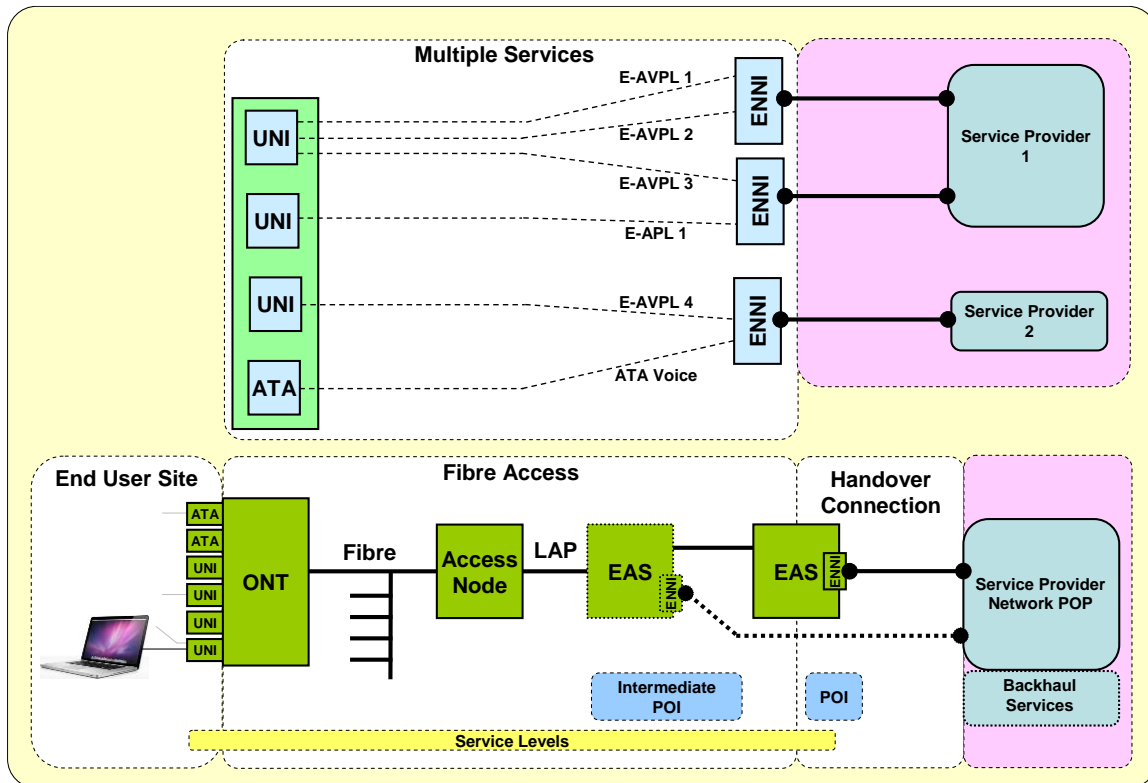 Multiple Services
E-AVPL 1
UNI
ENNI
E-AVPL 2
Service Provider
1
E-AVPL 3
UNI
ENNI
E-APL 1
UNI
E-AVPL 4
ENNI
Service Provider
2
ATA
ATA Voice
End User Site
Fibre Access
Handover
Connection
ATA
ATA
UNI
UNI
UNI
UNI
ONT
Fibre
Access
Node
LAP
EAS
ENNI
EAS
ENNI
Service Provider
Network POP
Intermediate
POI
POI
Backhaul
Services
Service Levels